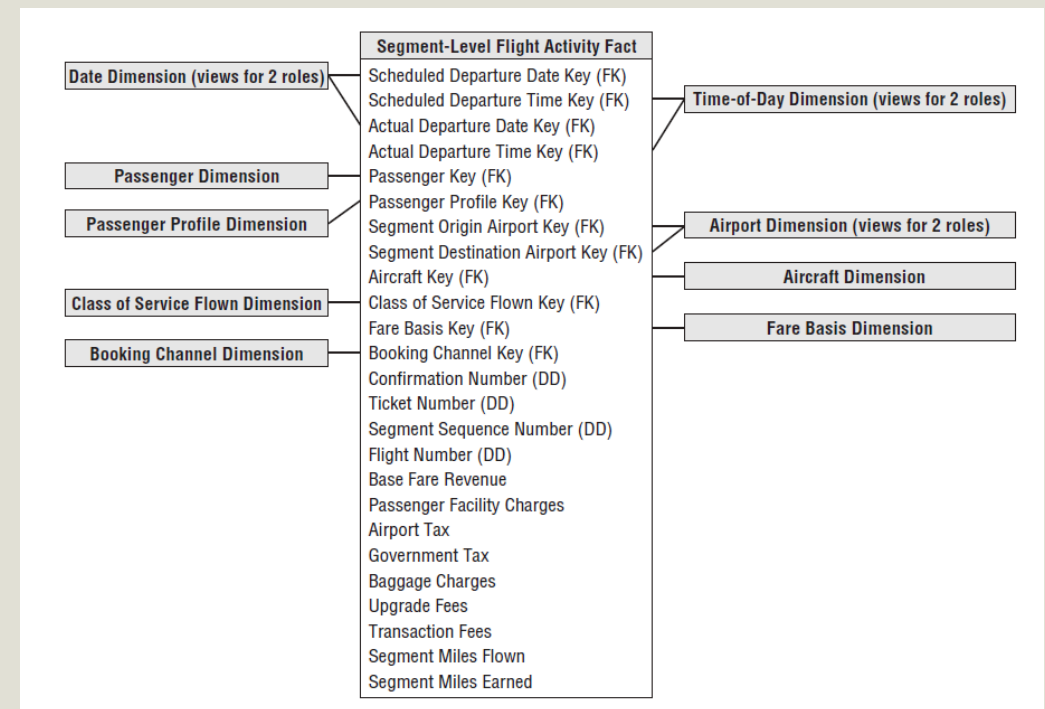 Segment-Level Flight Activity Fact
Scheduled Departure Date Key (FK)
Scheduled Departure Time Key (FK)
Actual Departure Date Key (FK)
Actual Departure Time Key (FK)
Passenger Key (FK)
Passenger Profile Key (FK)
Segment Origin Airport Key (FK)
Segment Destination Airport Key (FK)
Aircraft Key (FK)
Class of Service Flown Key (FK)
Fare Basis Key (FK)
Booking Channel Key (FK)
Confirmation Number (DD)
Ticket Number (DD)
Segment Sequence Number (DD)
Flight Number (DD)
Base Fare Revenue
Passenger Facility Charges
Airport Tax
Government Tax
Baggage Charges
Upgrade Fees
Transaction Fees
Segment Miles Flown
Segment Miles Earned
Date Dimension (views for 2 roles)
Passenger Dimension
Passenger Profile Dimension
Class of Service Flown Dimension
Booking Channel Dimension
Time-of-Day Dimension (views for 2 roles)
Airport Dimension (views for 2 roles)
Aircraft Dimension
Fare Basis Dimension